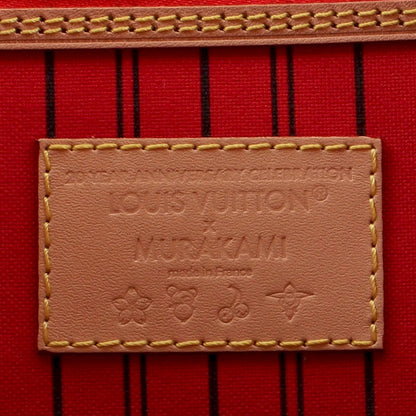 20 YEAR ANNIVERSARY CELEBRATION
LOUIS VUITTON®
×
MURAKAMI
made in France